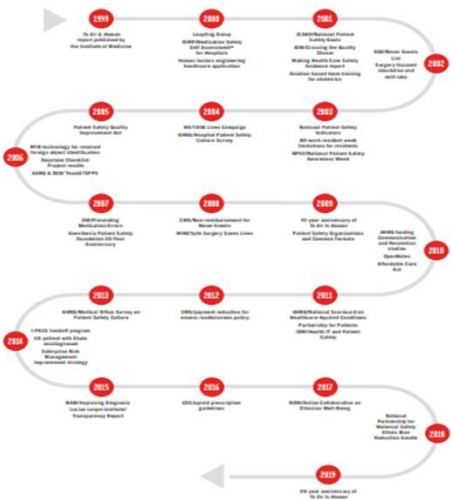 1999
To Err Is Human
report published by
the Institute of Medicine
2000
Leapfrog Group
ISMP/Medication Safety
Self Assessment®
for Hospitals
Human factors engineering
healthcare application
2001
JCAHO/National Patient
Safety Goals
IOM/Crossing the Quality
Chasm
Making Health Care Safely
Evidence report
Aviation-based team training
for obstetrics
2002
NQF/Never Events
List
Surgery-focused
simulation and
skill labs
2005
Patient Safety Quality
Improvement Act
2004
IHI/100K Lives Campaign
AHRQ/Hospital Patient Safety
Culture Survey
2003
National Patient Safety
Indicators
80-work resident week
limitations for residents
NPSF/National Patient Safety
Awareness Week
2006
RFID technology for retained
foreign object identification
Keystone Checklist
Project results
AHRQ & DOD/ TeamSTEPPS
2007
IOM/Preventing
Medication Errors
Anesthesia Patient Safety
Foundation 20-Year
Anniversary
2008
CMS/Non-reimbursement for
Never Events
WHO/Safe Surgery Saves Lives
2009
10-year anniversary of
To Err Is Human
Patient Safety Organizations
and Common Formats
2010
AHRQ funding
Communication
and Resolution
studies
OpenNotes
Affordable Care
Act
2013
AHRQ/Medical Office Survey on
Patient Safety Culture
2012
CMS/payment reduction for
excess readmissions policy
2011
AHRQ/National Scorecard on
Healthcare-Aquired Conditions
Partnership for Patients
IOM/Health IT and Patient
Safety
2014
I-PASS handoff program
US patient with Ebola
misdiagnosed
Enterprise Risk
Management
improvement strategy
2015
NAM/Improving Diagnosis
Lucian Leape Institute/
Transparency Report
2016
CDC/opioid prescription
guidelines
2017
NAM/Action Collaborative on
Clinician Well-Being
2018
National
Partnership for
Maternal Safety
Ethnic Bias
Reduction bundle
2019
20-year anniversary of
To Err Is Human